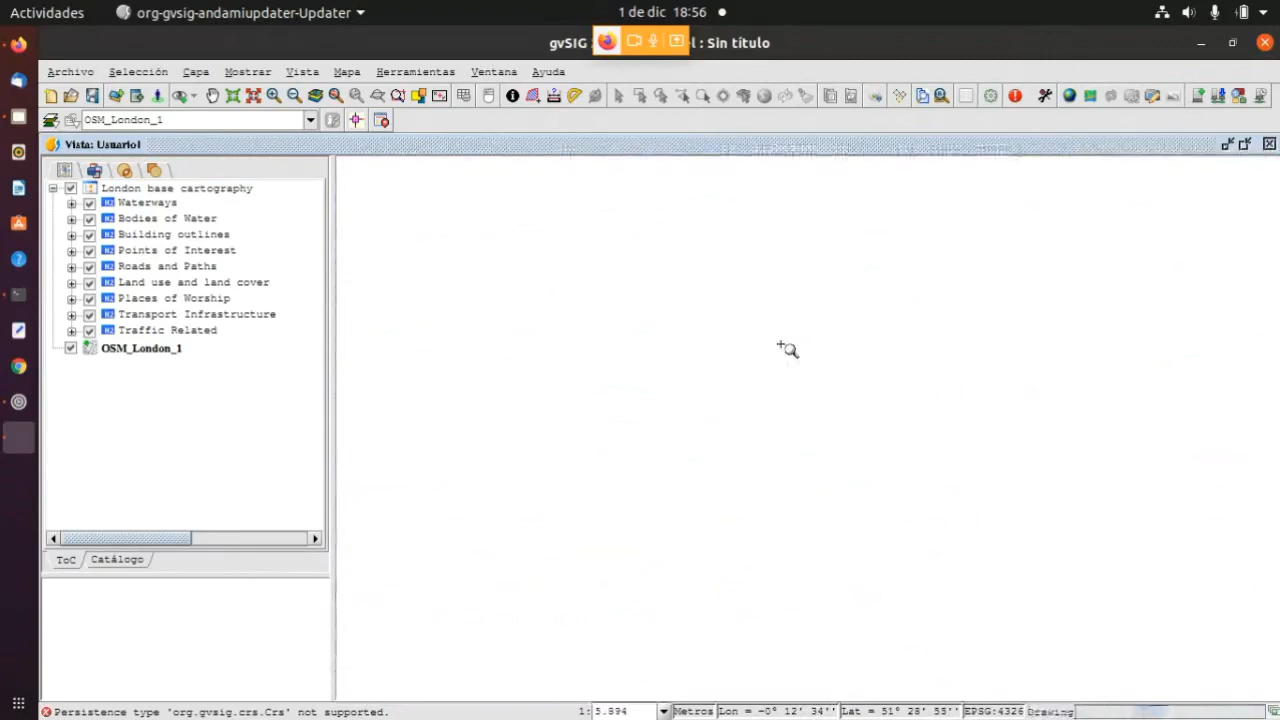 Actividades org-gvsig-andamiupdater-Updater 1 de dic 18:56
gvSIG l : Sin título
Archivo Selección Capa Mostrar Vista Mapa Herramientas Ventana Ayuda
OSM_London_1
Vista: Usuario1
London base cartography
Waterways
Bodies of Water
Building outlines
Points of Interest
Roads and Paths
Land use and land cover
Places of Worship
Transport Infrastructure
Traffic Related
OSM_London_1
ToC Catálogo
Persistence type 'org.gvsig.crs.Crs' not supported. 1: 5.894 Metros Lon = -0° 12' 34'' Lat = 51° 28' 55'' EPSG:4326 Drawing